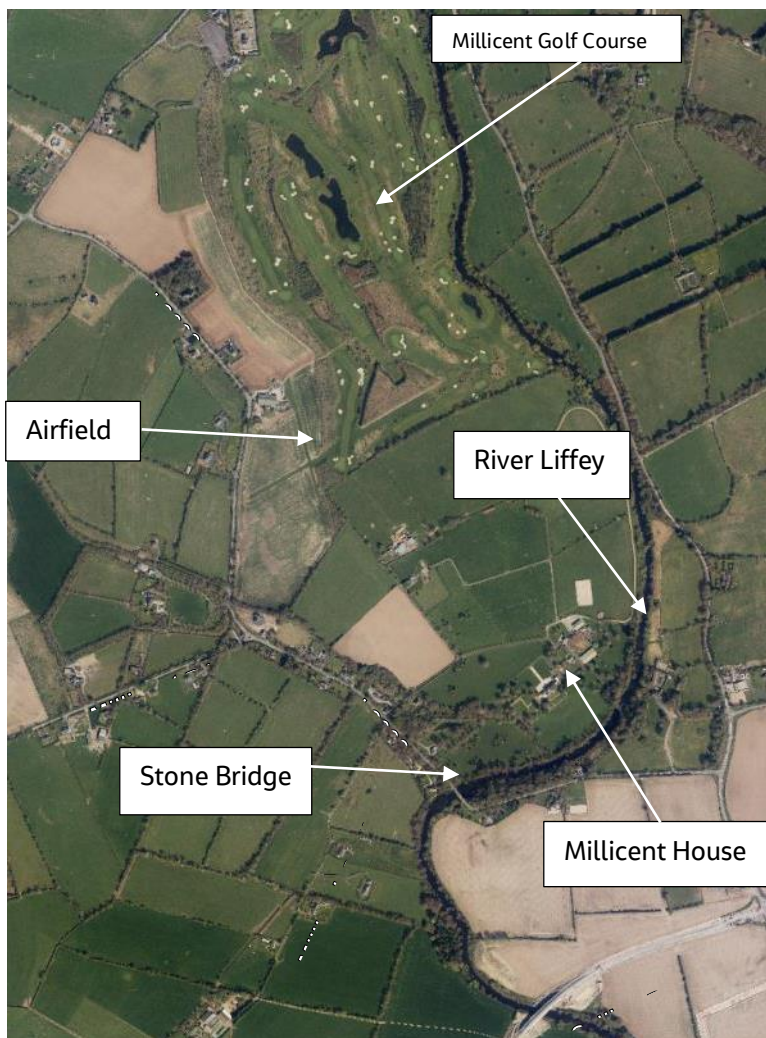 Millicent Golf Course
Airfield
River Liffey
Stone Bridge
Millicent House